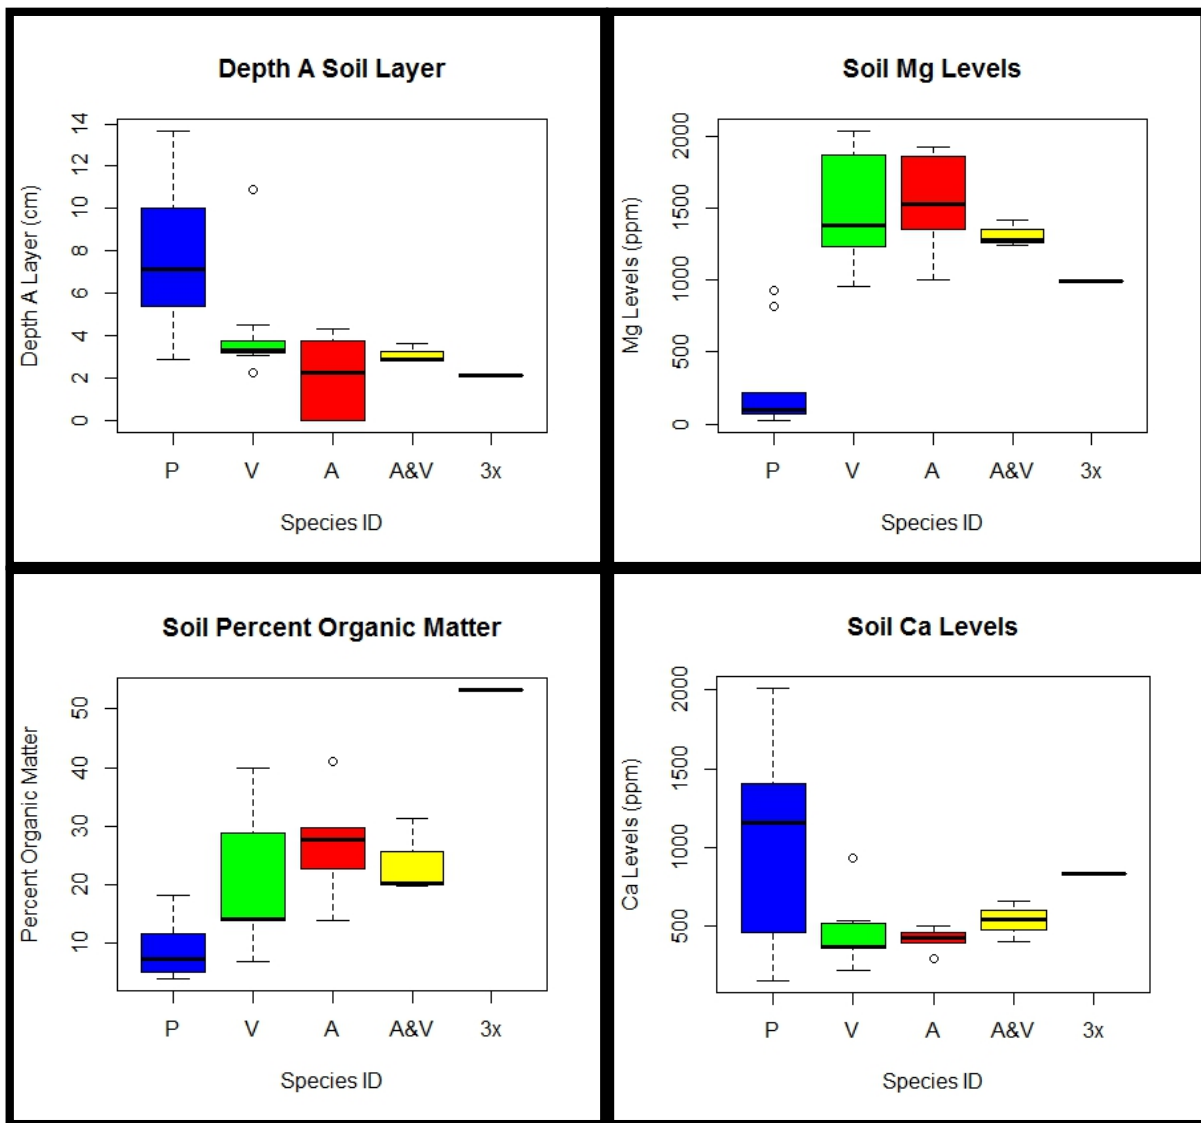 Depth A Soil Layer
Depth A Layer (cm)
14
12
10
8
6
4
2
0
P V A A&V 3x
Species ID
Soil Mg Levels
Mg Levels (ppm)
2000
1500
1000
500
0
P V A A&V 3x
Species ID
Soil Percent Organic Matter
Percent Organic Matter
50
40
30
20
10
P V A A&V 3x
Species ID
Soil Ca Levels
Ca Levels (ppm)
2000
1500
1000
500
P V A A&V 3x
Species ID